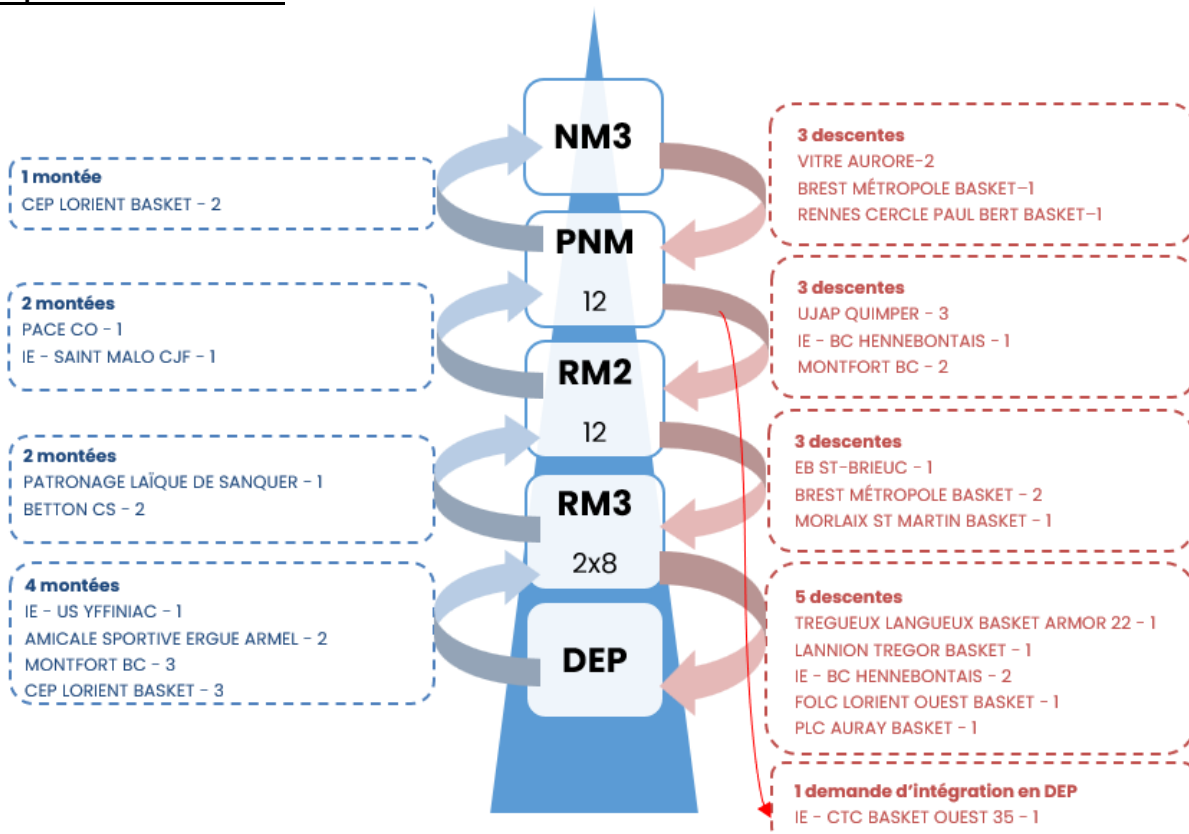 NM3
PNM
12
RM2
12
RM3
2x8
DEP
1 montée
CEP LORIENT BASKET - 2
2 montées
PACE CO - 1
IE - SAINT MALO CJF - 1
2 montées
PATRONAGE LAÏQUE DE SANQUER - 1
BETTON CS - 2
4 montées
IE - US YFFINIAC - 1
AMICALE SPORTIVE ERGUE ARMEL - 2
MONTFORT BC - 3
CEP LORIENT BASKET - 3
3 descentes
VITRE AURORE-2
BREST MÉTROPOLE BASKET–1
RENNES CERCLE PAUL BERT BASKET–1
3 descentes
UJAP QUIMPER - 3
IE - BC HENNEBONTAIS - 1
MONTFORT BC - 2
3 descentes
EB ST-BRIEUC - 1
BREST MÉTROPOLE BASKET - 2
MORLAIX ST MARTIN BASKET - 1
5 descentes
TREGUEUX LANGUEUX BASKET ARMOR 22 - 1
LANNION TREGOR BASKET - 1
IE - BC HENNEBONTAIS - 2
FOLC LORIENT OUEST BASKET - 1
PLC AURAY BASKET - 1
1 demande d'intégration en DEP
IE - CTC BASKET OUEST 35 - 1